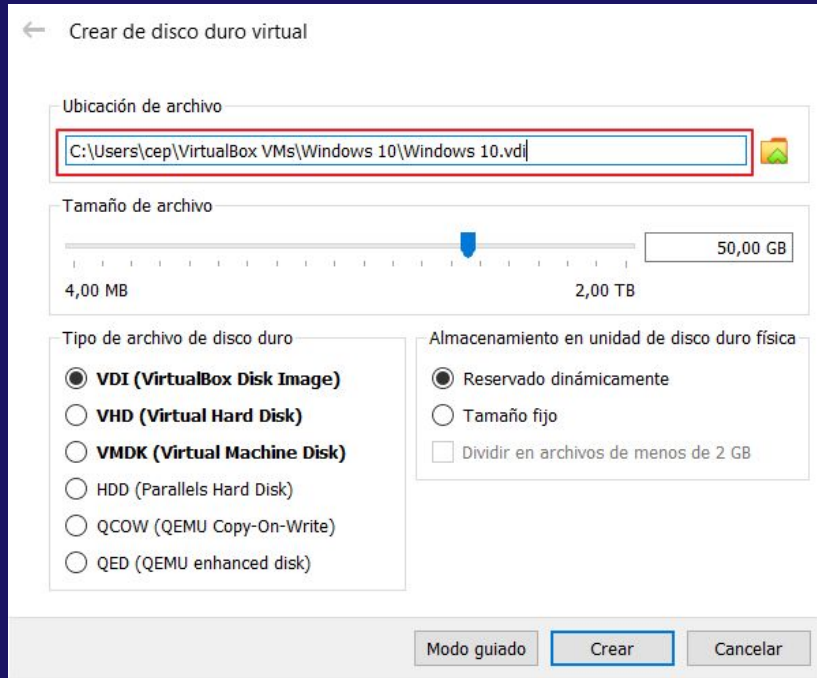 Crear de disco duro virtual
Ubicación de archivo
C:\Users\cep\VirtualBox VMs\Windows 10\Windows 10.vdi
Tamaño de archivo
50,00 GB
4,00 MB 2,00 TB
Tipo de archivo de disco duro
VDI (VirtualBox Disk Image)
VHD (Virtual Hard Disk)
VMDK (Virtual Machine Disk)
HDD (Parallels Hard Disk)
QCOW (QEMU Copy-On-Write)
QED (QEMU enhanced disk)
Almacenamiento en unidad de disco duro física
Reservado dinámicamente
Tamaño fijo
Dividir en archivos de menos de 2 GB
Modo guiado Crear Cancelar